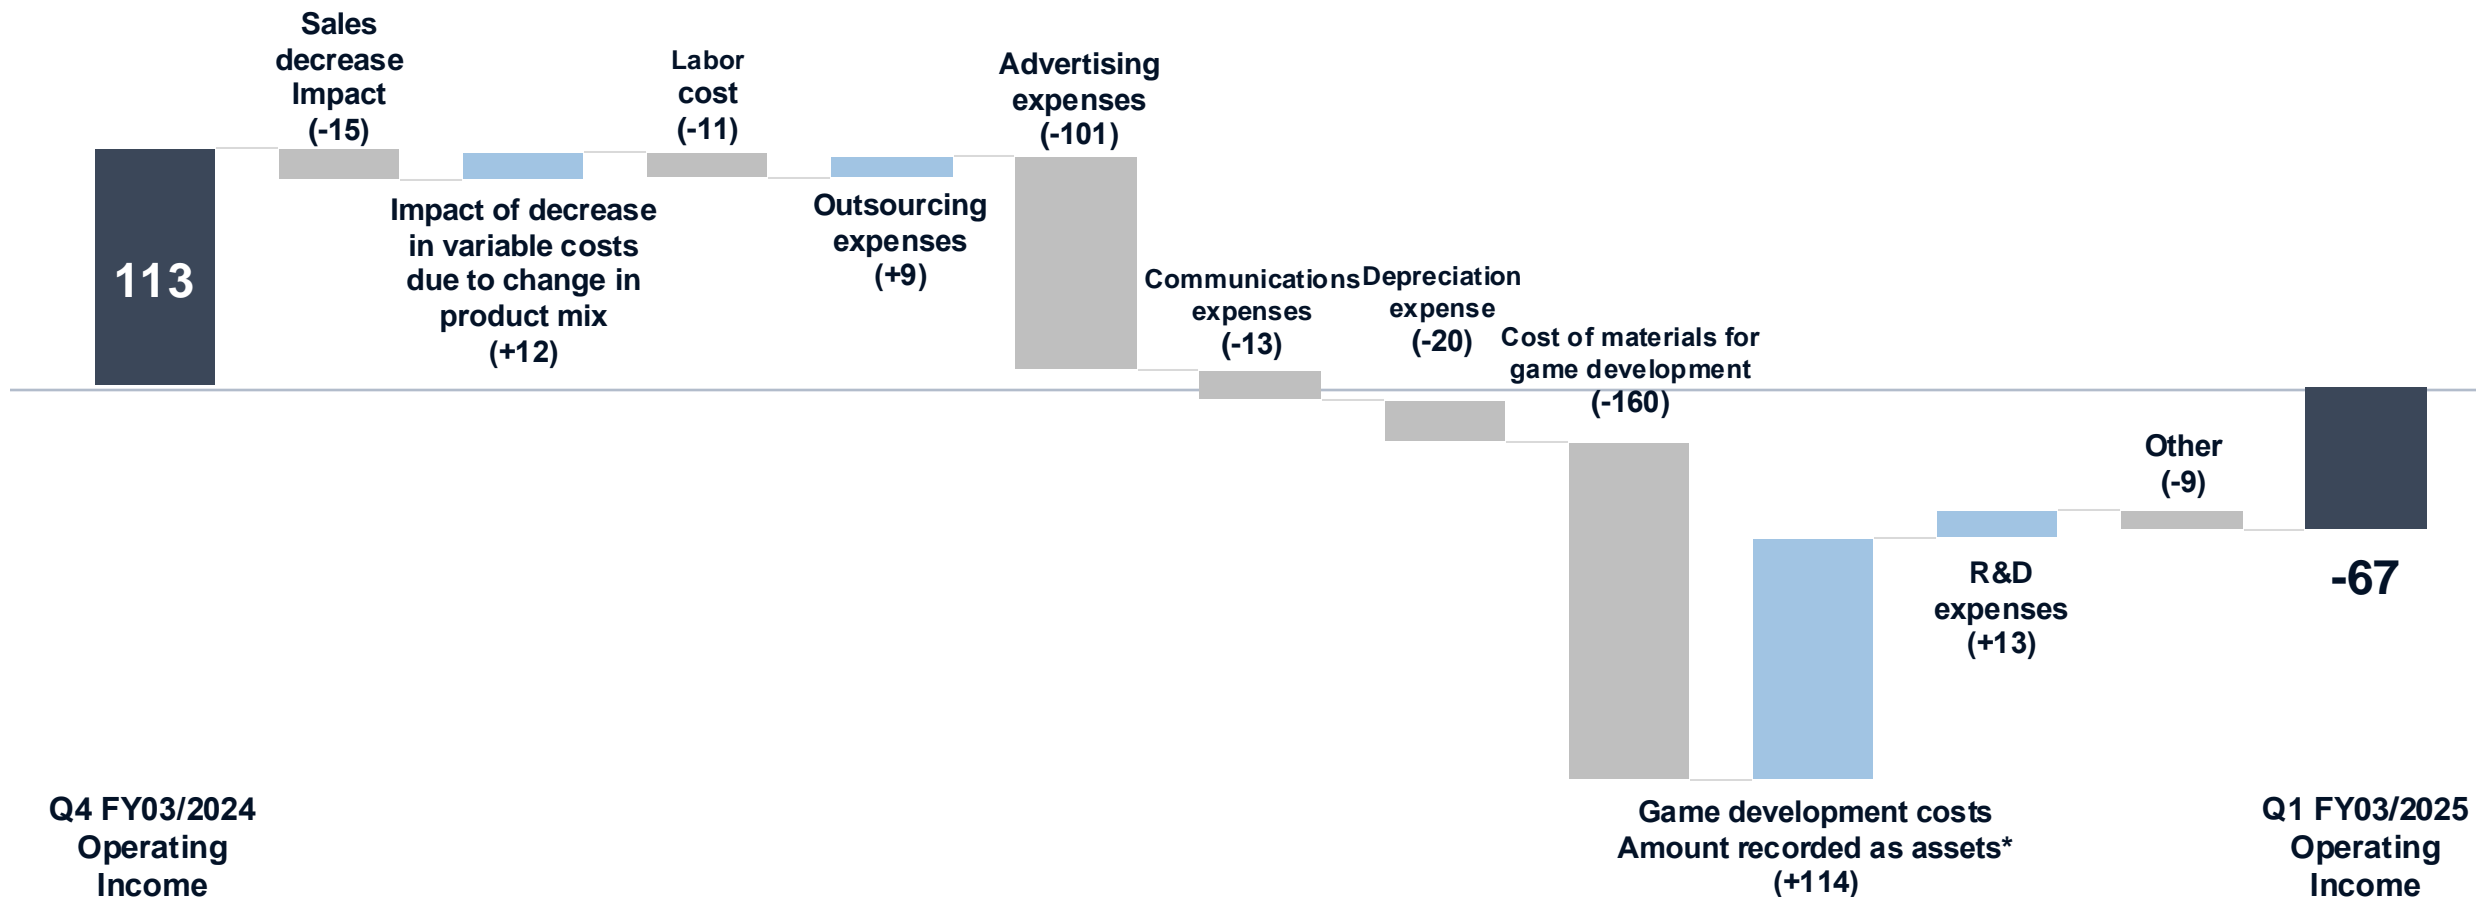 Sales
decrease
Impact
(-15)
Labor
cost
(-11)
Advertising
expenses
(-101)
113
Impact of decrease
in variable costs
due to change in
product mix
(+12)
Outsourcing
expenses
(+9)
Communications
expenses
(-13)
Depreciation
expense
(-20)
Cost of materials for
game development
(-160)
Other
(-9)
R&D
expenses
(+13)
-67
Game development costs
Amount recorded as assets*
(+114)
Q4 FY03/2024
Operating
Income
Q1 FY03/2025
Operating
Income